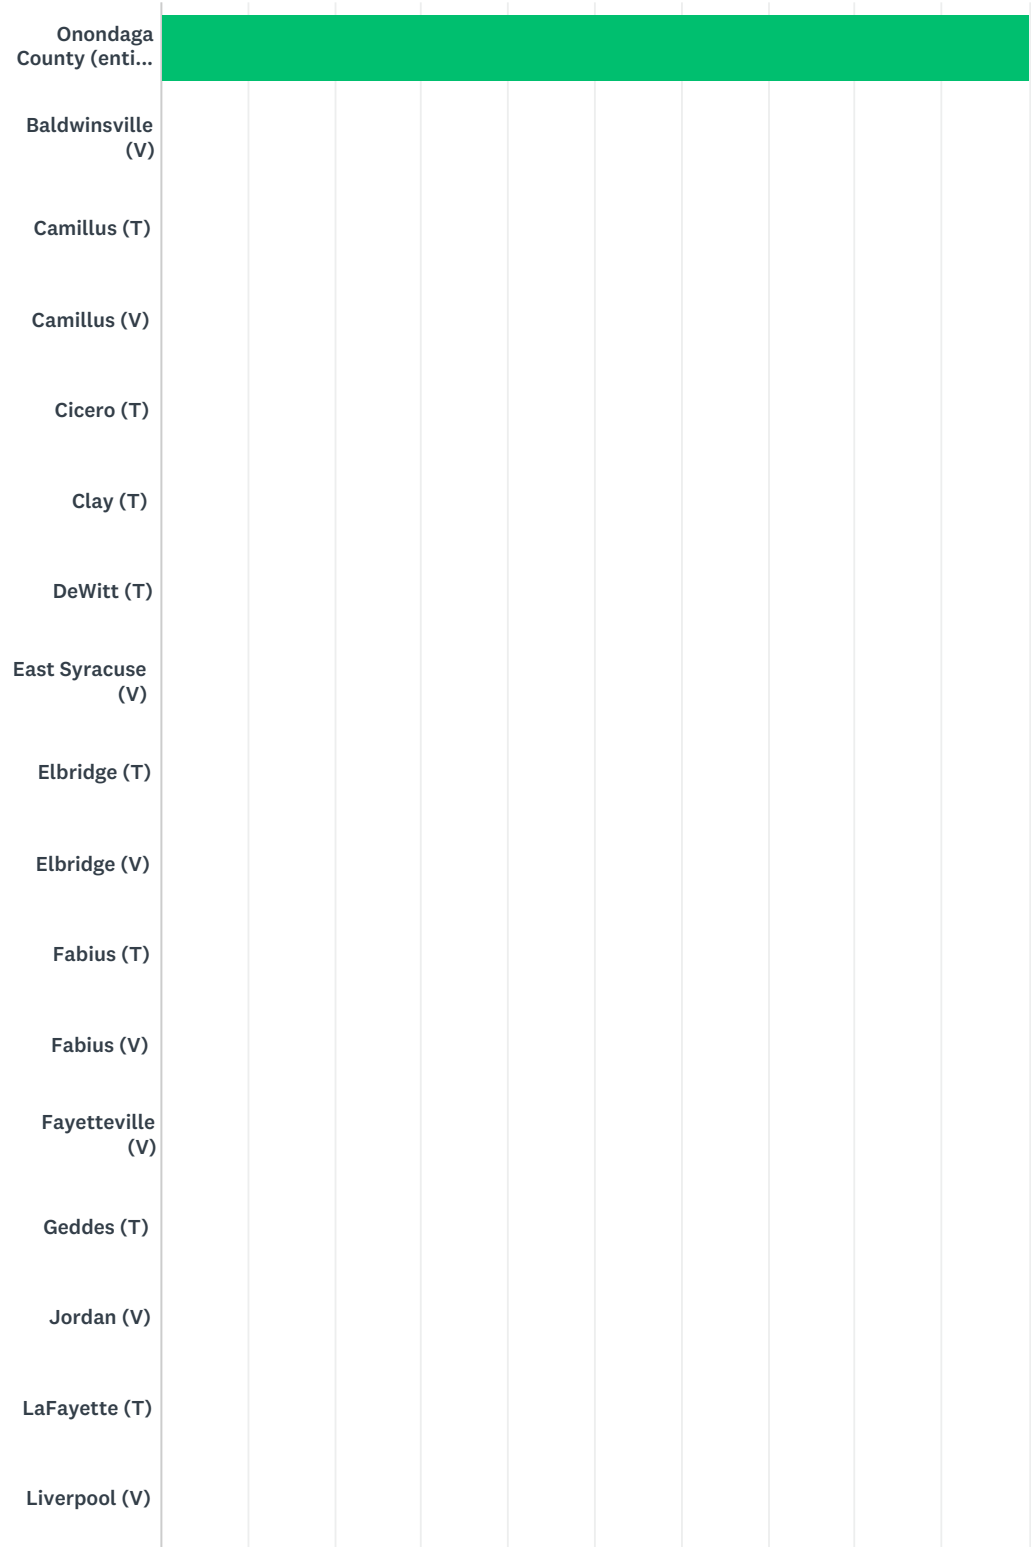 Onondaga
County (enti...
Baldwinsville
(V)
Camillus (T)
Camillus (V)
Cicero (T)
Clay (T)
DeWitt (T)
East Syracuse
(V)
Elbridge (T)
Elbridge (V)
Fabius (T)
Fabius (V)
Fayetteville
(V)
Geddes (T)
Jordan (V)
LaFayette (T)
Liverpool (V)